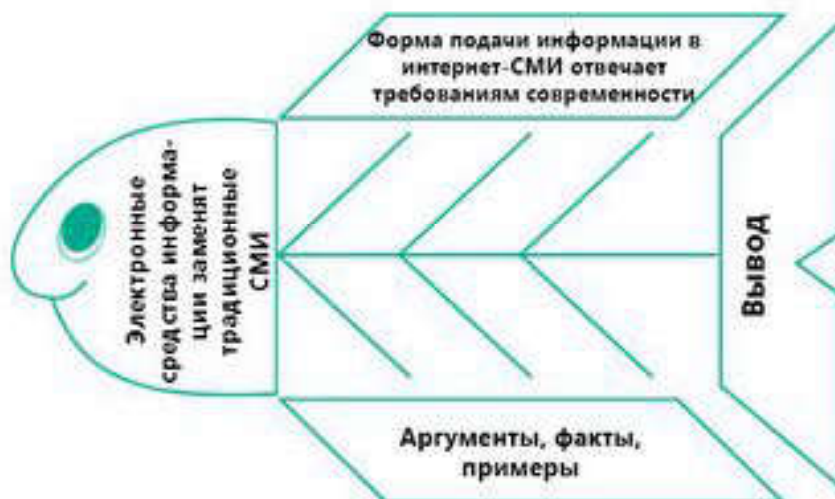 Форма подачи информации в
интернет-СМИ отвечает
требованиям современности
Электронные
средства информа-
ции заменят
традиционные
СМИ
Вывод
Аргументы, факты,
примеры